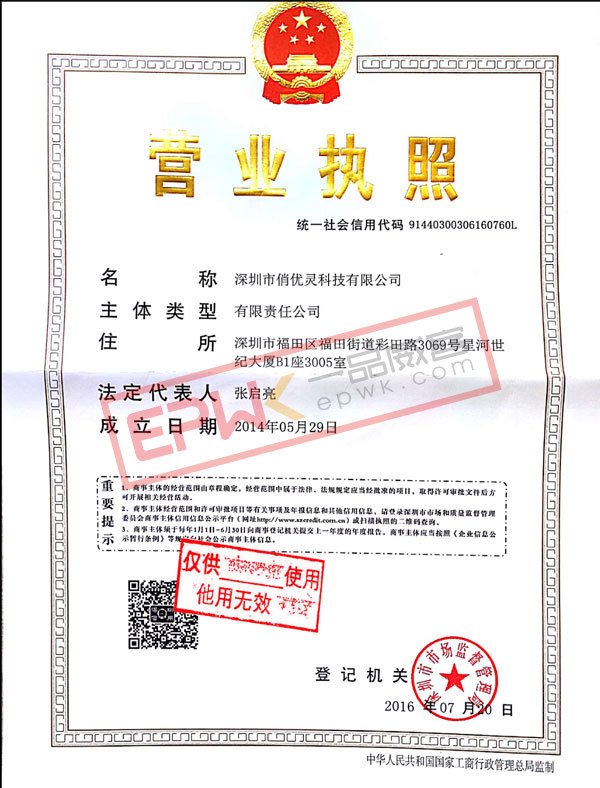 营业执照
统一社会信用代码 91440300306160760L
名称 深圳市俏优灵科技有限公司
主体类型 有限责任公司
住所 深圳市福田区福田街道彩田路3069号星河世
纪大厦B1座3005室
法定代表人 张启亮
成立日期 2014年05月29日
EPWK 一品威客
epwk.com
重要提示
1、商事主体的经营范围由章程确定。经营范围中属于法律、法规规定应当经批准的项目，取得许可审批文件后方
可开展相关经营活动。
2、商事主体经营范围和许可审批项目等有关事项及年报信息和其他信用信息，请登录深圳市市场和质量监督管理
委员会商事主体信用信息公示平台（网址http://www.szcredit.com.cn）或扫描执照的二维码查询。
3、商事主体须于每年1月1日-6月30日向商事登记机关提交上一年度的年度报告。商事主体应当按照《企业信息公
示暂行条例》等规定向社会公示商事主体信息。
仅供 使用
他用无效
登记机关
深圳市市场监督管理局
2016年07月20日
中华人民共和国国家工商行政管理总局监制